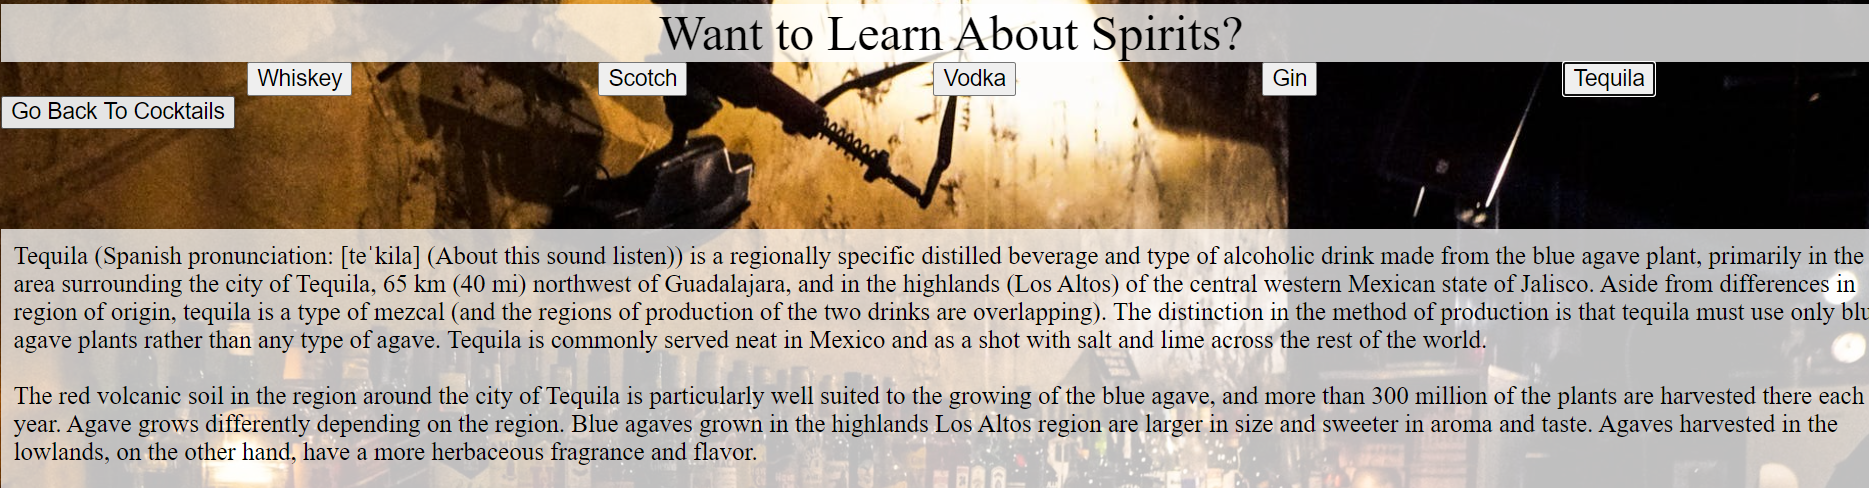 Want to Learn About Spirits?
Whiskey Scotch Vodka Gin Tequila
Go Back To Cocktails
Tequila (Spanish pronunciation: [teˈkila] (About this sound listen)) is a regionally specific distilled beverage and type of alcoholic drink made from the blue agave plant, primarily in the
area surrounding the city of Tequila, 65 km (40 mi) northwest of Guadalajara, and in the highlands (Los Altos) of the central western Mexican state of Jalisco. Aside from differences in
region of origin, tequila is a type of mezcal (and the regions of production of the two drinks are overlapping). The distinction in the method of production is that tequila must use only blu
agave plants rather than any type of agave. Tequila is commonly served neat in Mexico and as a shot with salt and lime across the rest of the world.
The red volcanic soil in the region around the city of Tequila is particularly well suited to the growing of the blue agave, and more than 300 million of the plants are harvested there each
year. Agave grows differently depending on the region. Blue agaves grown in the highlands Los Altos region are larger in size and sweeter in aroma and taste. Agaves harvested in the
lowlands, on the other hand, have a more herbaceous fragrance and flavor.